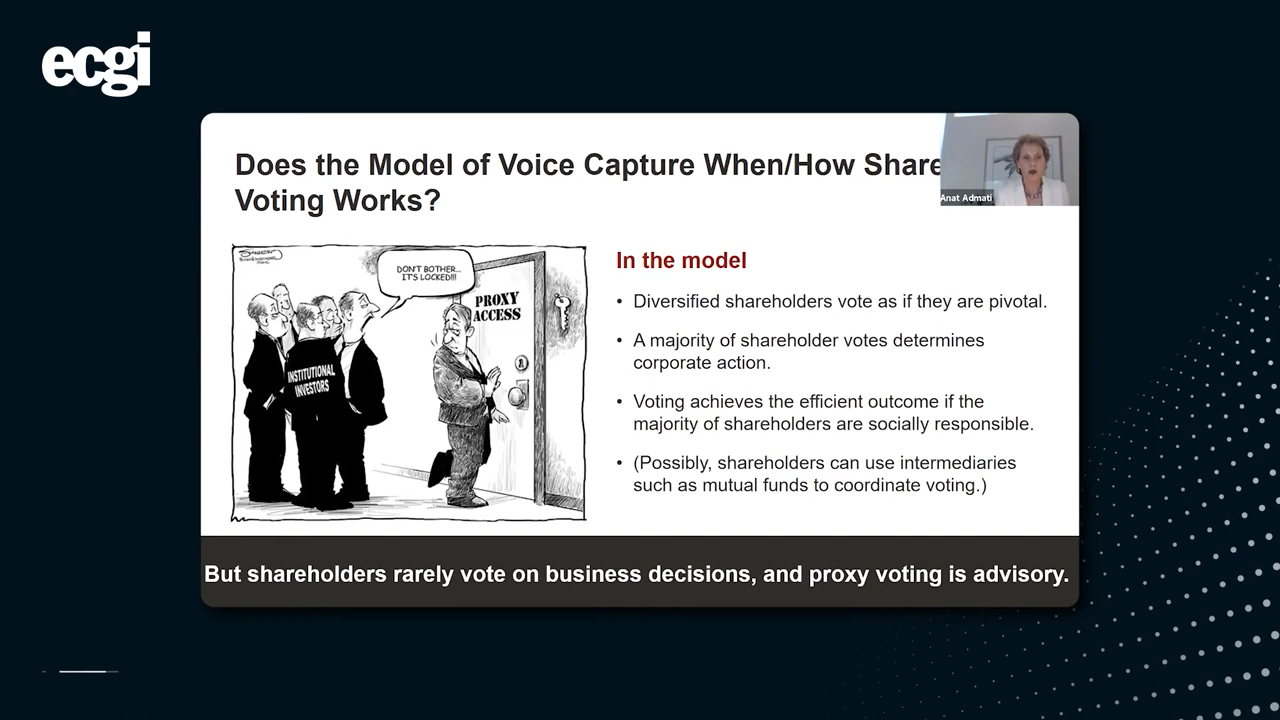 ecgi
Does the Model of Voice Capture When/How Share
Voting Works?
Anat Admati
DON'T BOTHER...
IT'S LOCKED!!!
PROXY
ACCESS
INSTITUTIONAL
INVESTORS
In the model
• Diversified shareholders vote as if they are pivotal.
• A majority of shareholder votes determines
corporate action.
• Voting achieves the efficient outcome if the
majority of shareholders are socially responsible.
• (Possibly, shareholders can use intermediaries
such as mutual funds to coordinate voting.)
But shareholders rarely vote on business decisions, and proxy voting is advisory.